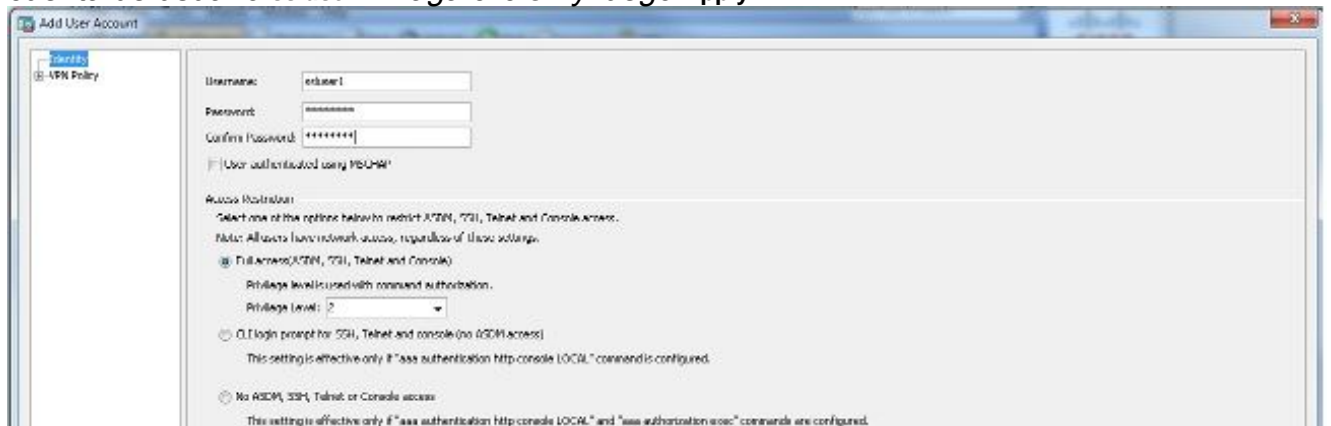 Add User Account
Identity
VPN Policy
Username:
Password: ********
Confirm Password: ********
User authenticated using MSCHAP
Access Restriction
Select one of the options below to restrict ASDM, SSH, Telnet and Console access.
Note: All users have network access, regardless of these settings.
Full access(ASDM, SSH, Telnet and Console)
Privilege level is used with command authorization.
Privilege Level: 2
CLI login prompt for SSH, Telnet and console (no ASDM access)
This setting is effective only if "aaa authentication http console LOCAL" command is configured.
No ASDM, SSH, Telnet or Console access
This setting is effective only if "aaa authentication http console LOCAL" and "aaa authorization exec" commands are configured.